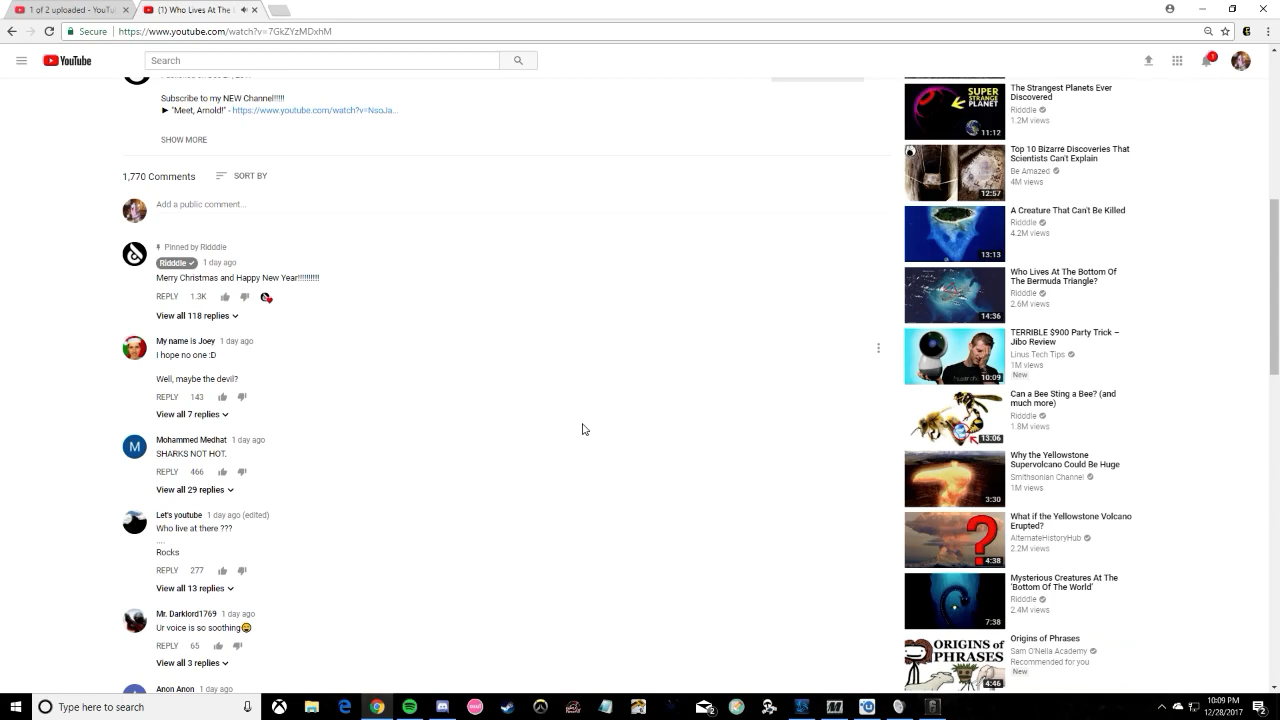 1 of 2 uploaded - YouTub
(1) Who Lives At The
Secure
https://www.youtube.com/watch?v=7GkZYzMDxhM
YouTube
Search
1
Subscribe to my NEW Channel!!!!!
► "Meet, Arnold!" - https://www.youtube.com/watch?v=NsoJa...
SHOW MORE
1,770 Comments
SORT BY
Add a public comment...
Pinned by Ridddle
Ridddle
1 day ago
Merry Christmas and Happy New Year!!!!!!!!!!
REPLY 1.3K
View all 118 replies
My name is Joey 1 day ago
I hope no one :D
Well, maybe the devil?
REPLY 143
View all 7 replies
M
Mohammed Medhat 1 day ago
SHARKS NOT HOT.
REPLY 466
View all 29 replies
Let's youtube 1 day ago (edited)
Who live at there ???
....
Rocks
REPLY 277
View all 13 replies
Mr. Darklord1769 1 day ago
Ur voice is so soothing😄
REPLY 65
View all 3 replies
Anon Anon 1 day ago
SUPER
STRANGE
PLANET
11:12
The Strangest Planets Ever
Discovered
Ridddle
1.2M views
12:57
Top 10 Bizarre Discoveries That
Scientists Can't Explain
Be Amazed
4M views
13:13
A Creature That Can't Be Killed
Ridddle
4.2M views
14:36
Who Lives At The Bottom Of
The Bermuda Triangle?
Ridddle
2.6M views
10:09
TERRIBLE $900 Party Trick –
Jibo Review
Linus Tech Tips
1M views
New
13:06
Can a Bee Sting a Bee? (and
much more)
Ridddle
1.8M views
3:30
Why the Yellowstone
Supervolcano Could Be Huge
Smithsonian Channel
1M views
?
4:38
What if the Yellowstone Volcano
Erupted?
AlternateHistoryHub
2.2M views
7:38
Mysterious Creatures At The
'Bottom Of The World'
Ridddle
2.4M views
ORIGINS of
PHRASES
4:46
Origins of Phrases
Sam O'Nella Academy
Recommended for you
New
Type here to search
10:09 PM
12/28/2017